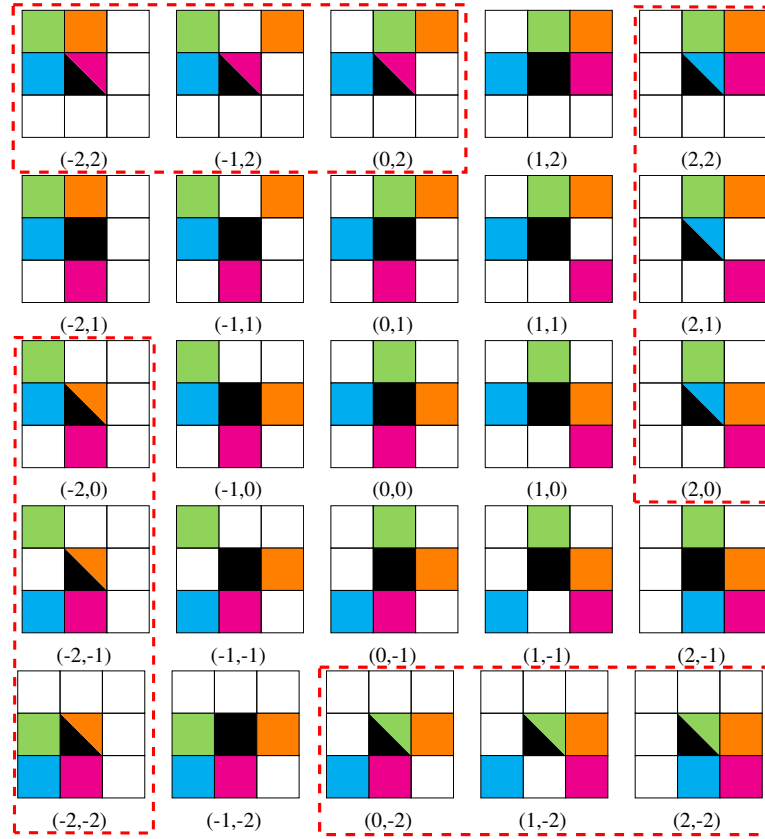 (-2,2) (-1,2) (0,2) (1,2) (2,2)
(-2,1) (-1,1) (0,1) (1,1) (2,1)
(-2,0) (-1,0) (0,0) (1,0) (2,0)
(-2,-1) (-1,-1) (0,-1) (1,-1) (2,-1)
(-2,-2) (-1,-2) (0,-2) (1,-2) (2,-2)